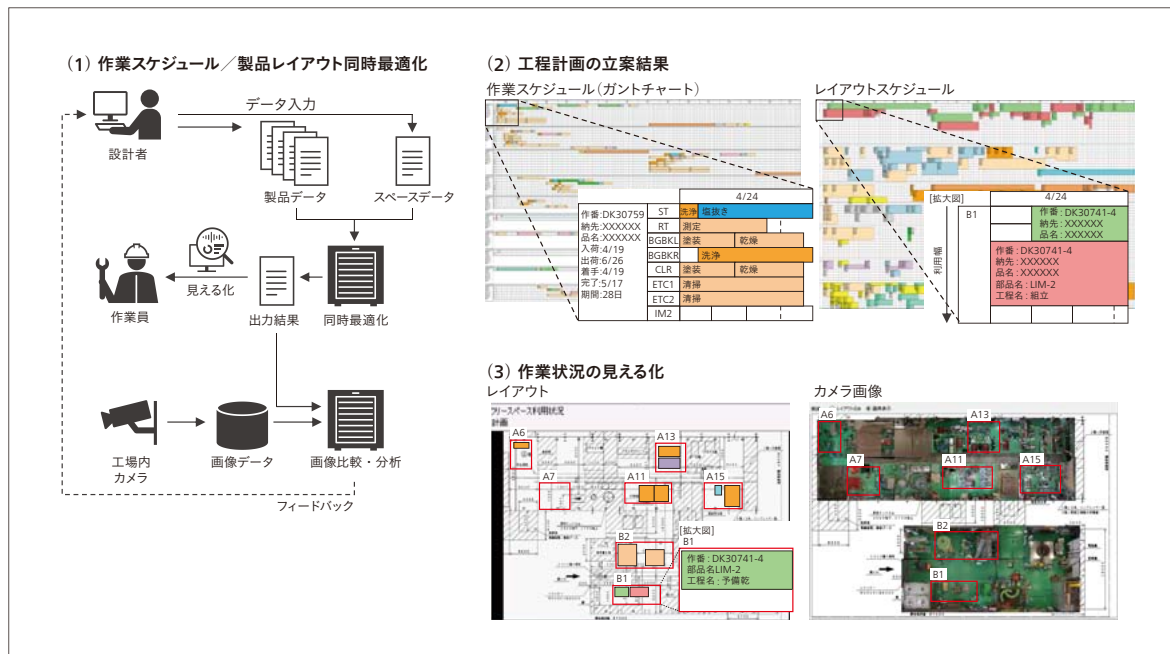 (1) 作業スケジュール／製品レイアウト同時最適化
データ入力
設計者
製品データ
スペースデータ
見える化
作業員
出力結果
同時最適化
工場内
カメラ
画像データ
画像比較・分析
フィードバック
(2) 工程計画の立案結果
作業スケジュール（ガントチャート）
作番:DK30759
納先:XXXXXX
品名:XXXXXX
入荷:4/19
出荷:6/26
着手:4/19
完了:5/17
期間:28日
4/24
ST 洗浄 塩抜き
RT 測定
BGBKL 塗装 乾燥
BGBKR 洗浄
CLR 塗装 乾燥
ETC1 清掃
ETC2 清掃
IM2
レイアウトスケジュール
[拡大図]
利用幅
4/24
B1
作番:DK30741-4
納先:XXXXXX
品名:XXXXXX
作番:DK30741-4
納先:XXXXXX
品名:XXXXXX
部品名:LIM-2
工程名:組立
(3) 作業状況の見える化
レイアウト
フリースペース利用状況
計画
A6
A13
A7
A11
A15
B2
B1
[拡大図]
B1
作番:DK30741-4
部品名LIM-2
工程名:予備乾
カメラ画像
A6
A13
A7
A11
A15
B2
B1